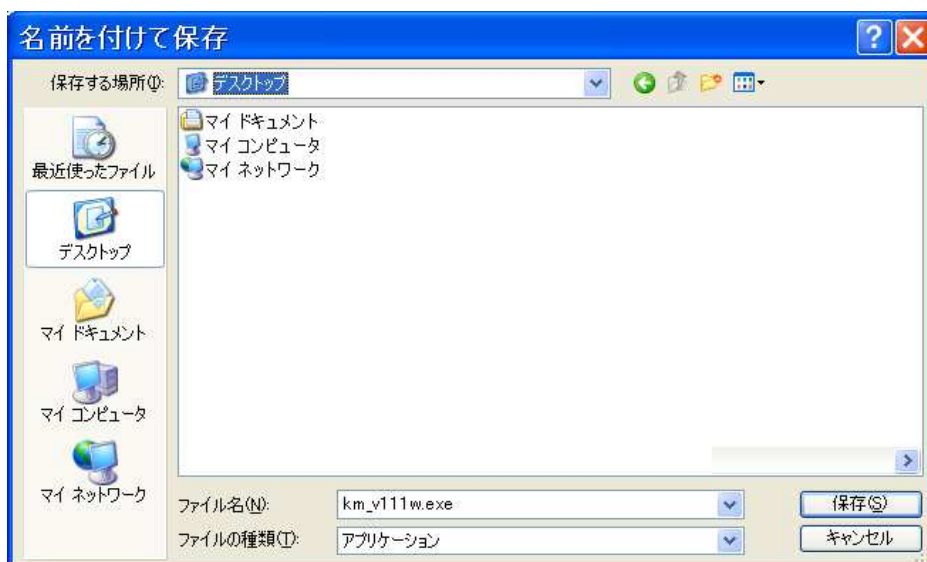 名前を付けて保存
保存する場所(I):
デスクトップ
最近使ったファイル
デスクトップ
マイ ドキュメント
マイ コンピュータ
マイ ネットワーク
マイ ドキュメント
マイ コンピュータ
マイ ネットワーク
ファイル名(N):
km_v111w.exe
保存(S)
ファイルの種類(T):
アプリケーション
キャンセル